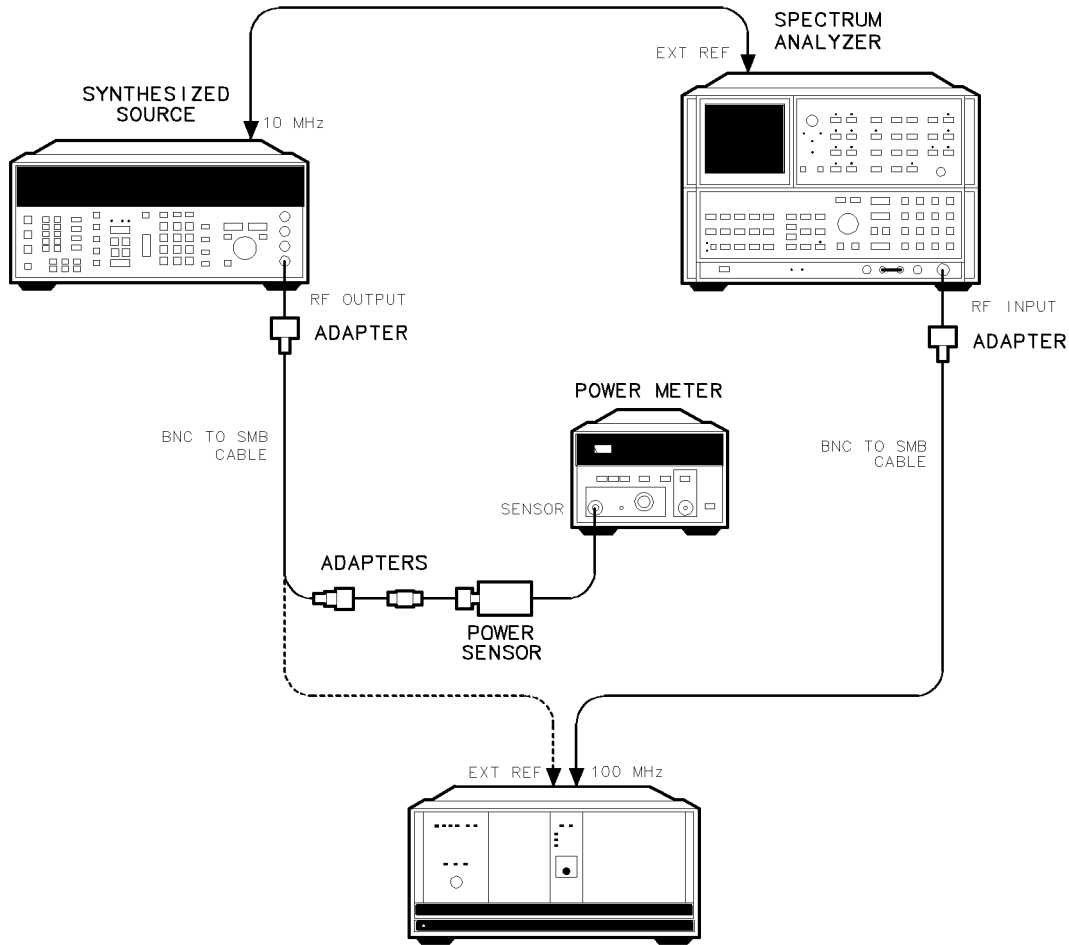 SPECTRUM
ANALYZER
EXT REF
SYNTHESIZED
SOURCE
10 MHz
RF OUTPUT
ADAPTER
RF INPUT
ADAPTER
POWER METER
BNC TO SMB
CABLE
BNC TO SMB
CABLE
SENSOR
ADAPTERS
POWER
SENSOR
EXT REF
100 MHz